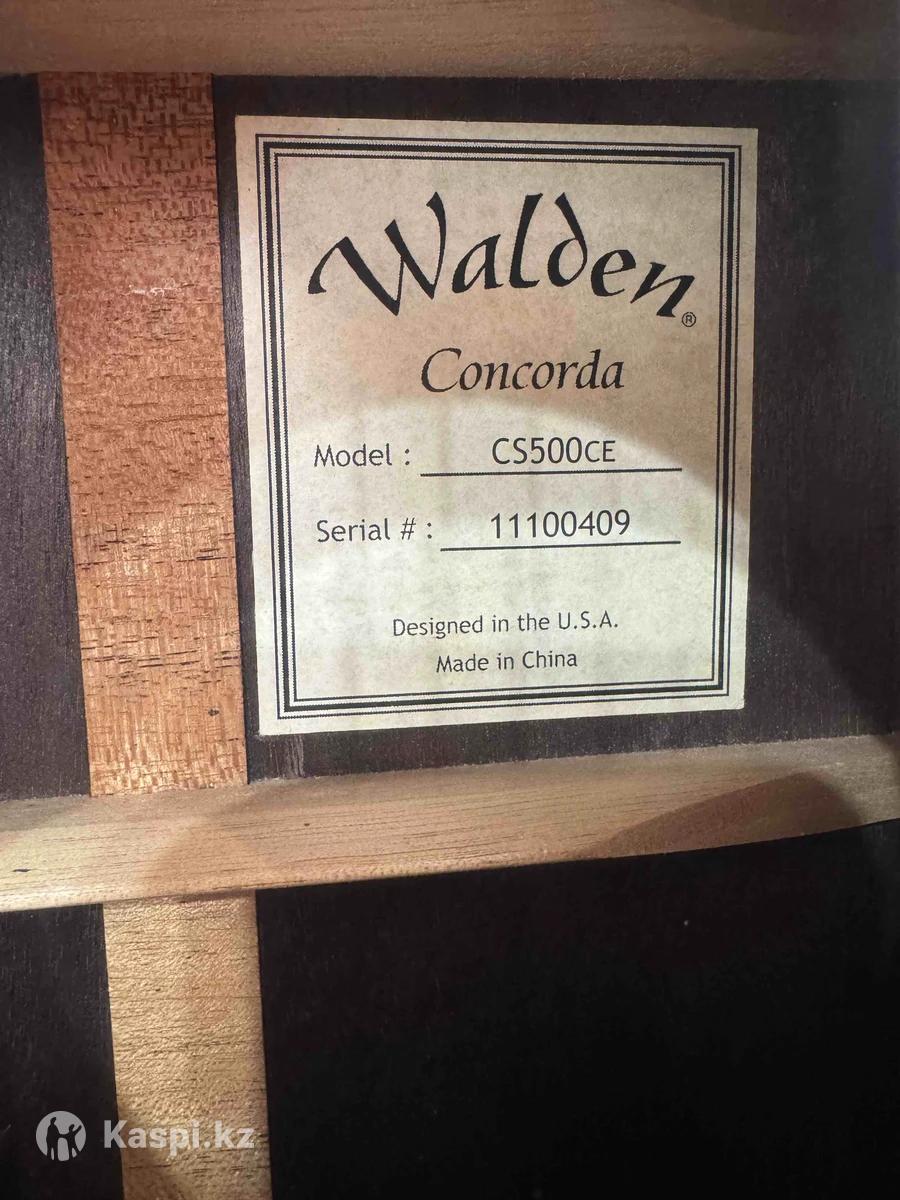 Walden®
Concorda
Model : CS500CE
Serial # : 11100409
Designed in the U.S.A.
Made in China
Kaspi.kz